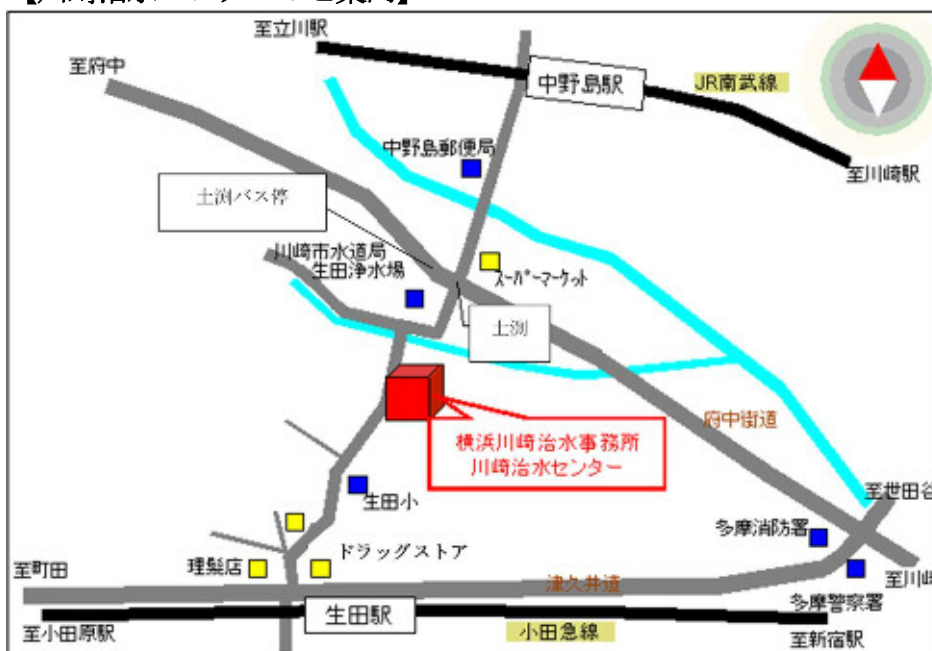 至立川駅
至府中
中野島駅
JR南武線
中野島郵便局
至川崎駅
土渕バス停
川崎市水道局
生田浄水場
スーパーマーケット
土渕
横浜川崎治水事務所
川崎治水センター
府中街道
至世田谷
生田小
多摩消防署
ドラッグストア
理髪店
至町田
津久井道
至川崎
多摩警察署
生田駅
至小田原駅
小田急線
至新宿駅